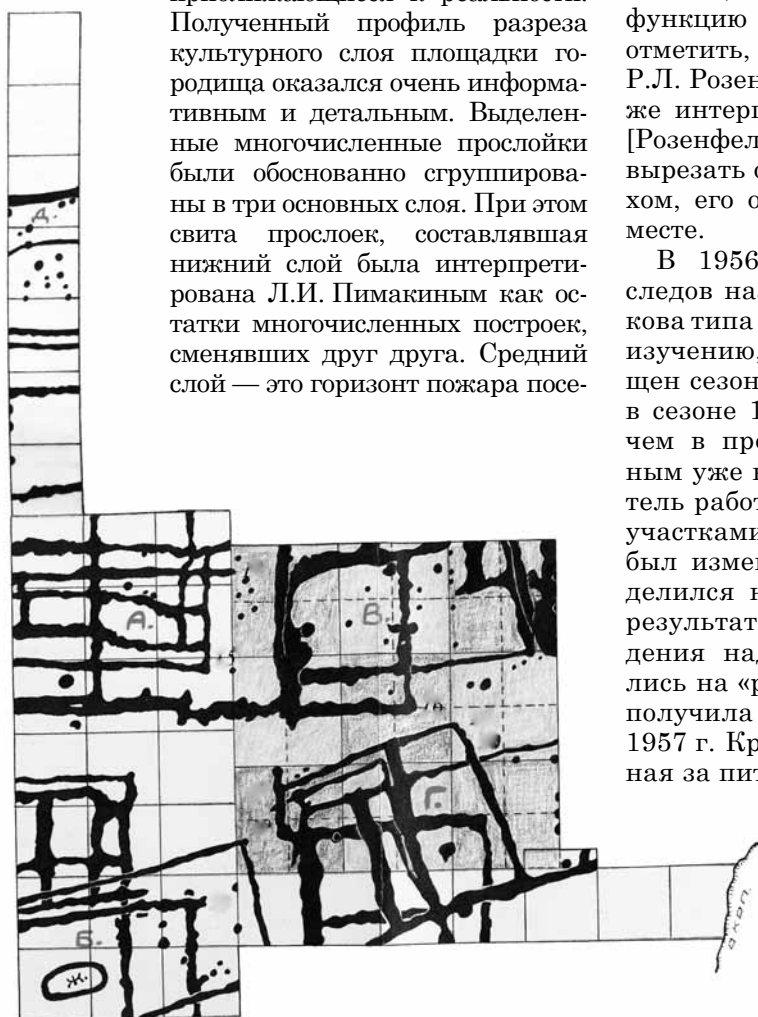 Полученный профиль разреза
культурного слоя площадки го-
родища оказался очень информа-
тивным и детальным. Выделен-
ные многочисленные прослойки
были обоснованно сгруппирова-
ны в три основных слоя. При этом
свита прослоек, составлявшая
нижний слой была интерпрети-
рована Л.И. Пимакиным как ос-
татки многочисленных построек,
сменявших друг друга. Средний
слой — это горизонт пожара посе-
функцию
отметить,
Р.Л. Розен
же интерп
[Розенфел
вырезать о
хом, его о
месте.
В 1956
следов наз
кова типа
изучению,
щен сезон
в сезоне 1
чем в про
ным уже в
тель работ
участками
был измен
делился н
результат
дения над
лись на «р
получила
1957 г. Кр
ная за пит
Д.
А.
В.
Г.
Б.
Ж.